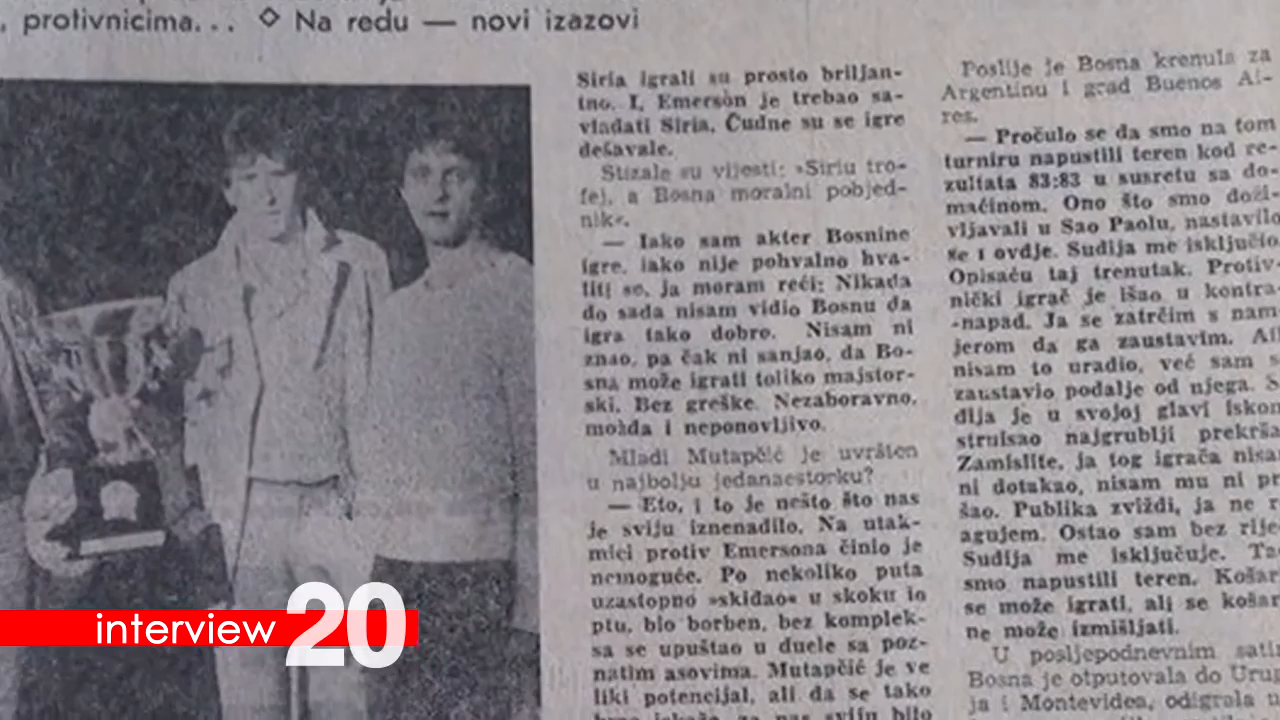 , protivnicima... ◇ Na redu — novi izazovi
Siria igrali su prosto briljan-
tno. I, Emerson je trebao sa-
vladati Siria. Čudne su se igre
dešavale.
Stizale su vijesti: »Siriu tro-
fej, a Bosna moralni pobjed-
nik«.
— Iako sam akter Bosnine
igre, iako nije pohvalno hva-
liti se, ja moram reći: Nikada
do sada nisam vidio Bosnu da
igra tako dobro. Nisam ni
znao, pa čak ni sanjao, da Bo-
sna može igrati toliko majstor-
ski. Bez greške. Nezaboravno,
možda i neponovljivo.
Mladi Mutapčić je uvršten
u najbolju jedanaestorku?
— Eto, i to je nešto što nas
je sviju iznenadilo. Na utak-
mici protiv Emersona činio je
nemoguće. Po nekoliko puta
uzastopno »skidao« u skoku lo
ptu, bio borben, bez komplek-
sa se upuštao u duele sa poz-
natim asovima. Mutapčić je ve
liki potencijal, ali da se tako
Poslije je Bosna krenula za
Argentinu i grad Buenos Ai-
res.
— Pročulo se da smo na tom
turniru napustili teren kod re-
zultata 83:83 u susretu sa do-
maćinom. Ono što smo doži-
vljavali u Sao Paolu, nastavilo
se i ovdje. Sudija me isključio.
Opisaću taj trenutak. Protiv-
nički igrač je išao u kontra-
-napad. Ja se zatrčim s nam
jerom da ga zaustavim. Ali
nisam to uradio, već sam s
zaustavio podalje od njega. S
dija je u svojoj glavi iskon
struisao najgrublji prekrša
Zamislite, ja tog igrača nisa
ni dotakao, nisam mu ni pr
šao. Publika zviždi, ja ne r
agujem. Ostao sam bez rije
Sudija me isključuje. Ta
smo napustili teren. Košar
se može igrati, ali se košar
ne može izmišljati.
U posljepodnevnim sati
Bosna je otputovala do Urug
ja i Montevidea, odigrala u
interview 20